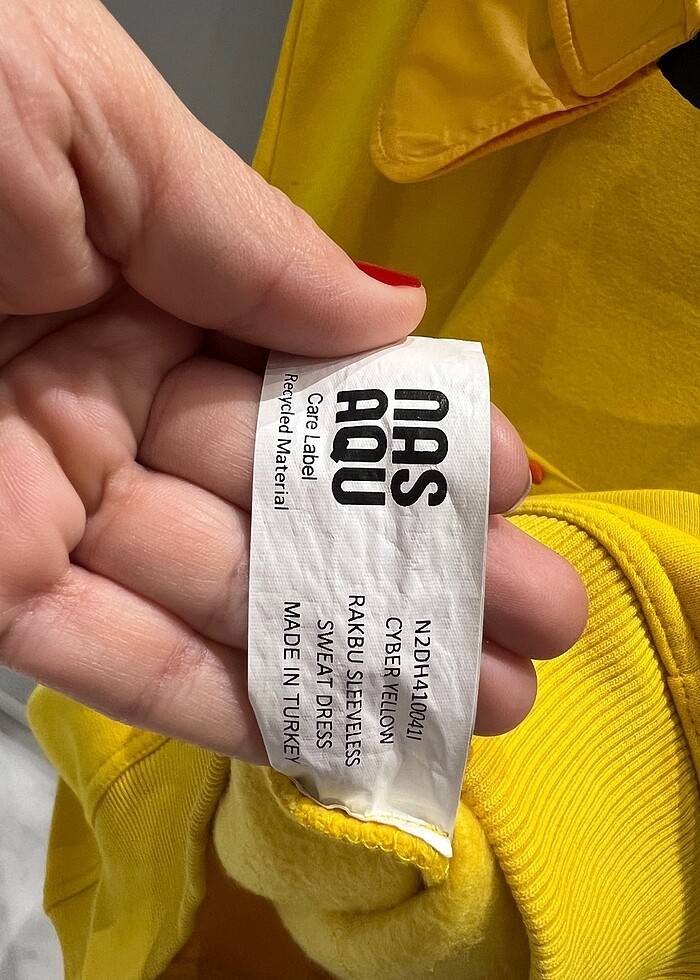 NAS
AQU
Care Label
Recycled Material
N2DH410041I
CYBER YELLOW
RAKBU SLEEVELESS
SWEAT DRESS
MADE IN TURKEY